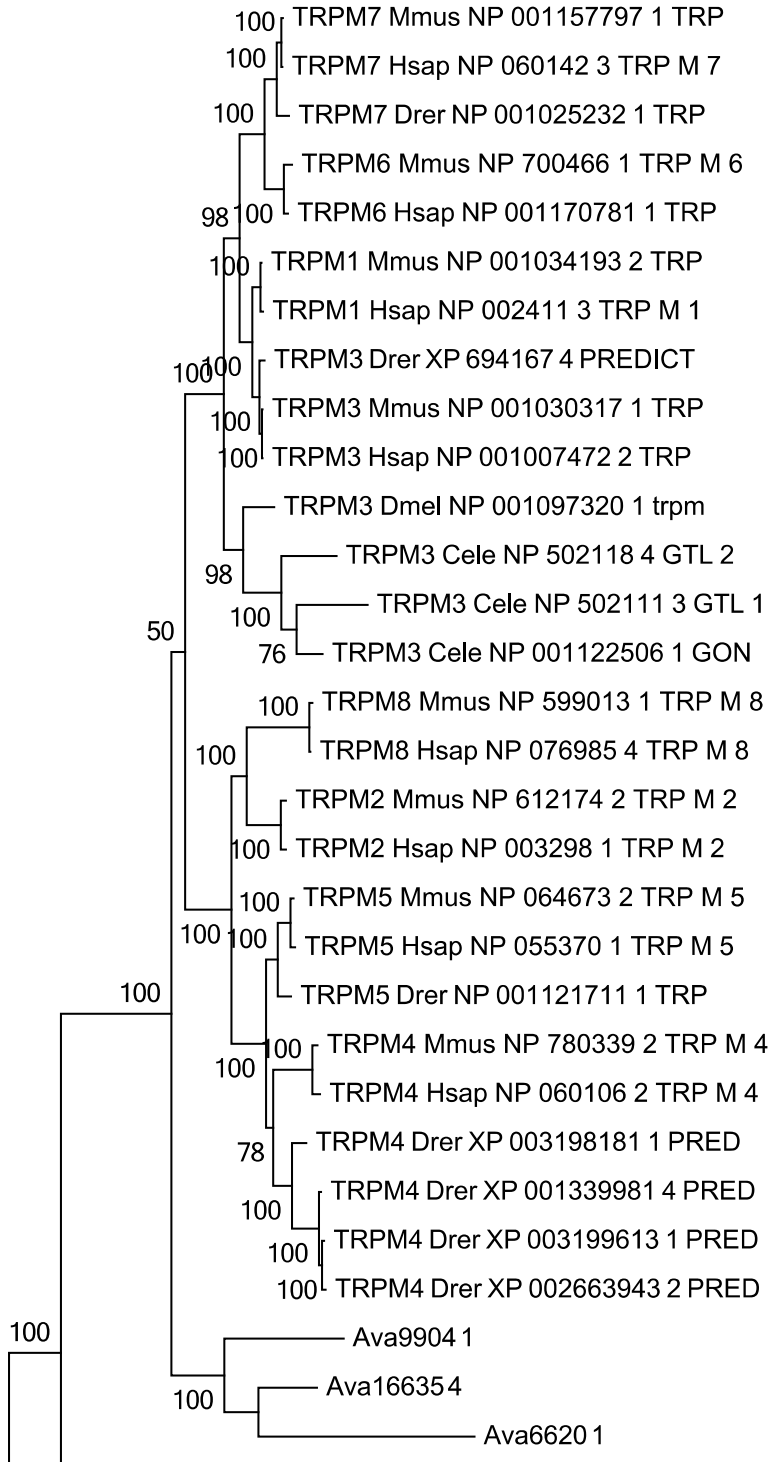 100
TRPM7 Mmus NP 001157797 1 TRP
100
TRPM7 Hsap NP 060142 3 TRP M 7
100
TRPM7 Drer NP 001025232 1 TRP
TRPM6 Mmus NP 700466 1 TRP M 6
98
100
TRPM6 Hsap NP 001170781 1 TRP
100
TRPM1 Mmus NP 001034193 2 TRP
TRPM1 Hsap NP 002411 3 TRP M 1
100
100
TRPM3 Drer XP 694167 4 PREDICT
100
TRPM3 Mmus NP 001030317 1 TRP
100
TRPM3 Hsap NP 001007472 2 TRP
TRPM3 Dmel NP 001097320 1 trpm
98
TRPM3 Cele NP 502118 4 GTL 2
100
TRPM3 Cele NP 502111 3 GTL 1
50
76
TRPM3 Cele NP 001122506 1 GON
100
TRPM8 Mmus NP 599013 1 TRP M 8
100
TRPM8 Hsap NP 076985 4 TRP M 8
TRPM2 Mmus NP 612174 2 TRP M 2
100
TRPM2 Hsap NP 003298 1 TRP M 2
100
TRPM5 Mmus NP 064673 2 TRP M 5
100
100
TRPM5 Hsap NP 055370 1 TRP M 5
100
TRPM5 Drer NP 001121711 1 TRP
100
TRPM4 Mmus NP 780339 2 TRP M 4
100
TRPM4 Hsap NP 060106 2 TRP M 4
78
TRPM4 Drer XP 003198181 1 PRED
100
TRPM4 Drer XP 001339981 4 PRED
100
TRPM4 Drer XP 003199613 1 PRED
100
TRPM4 Drer XP 002663943 2 PRED
100
Ava9904 1
100
Ava16635 4
Ava6620 1